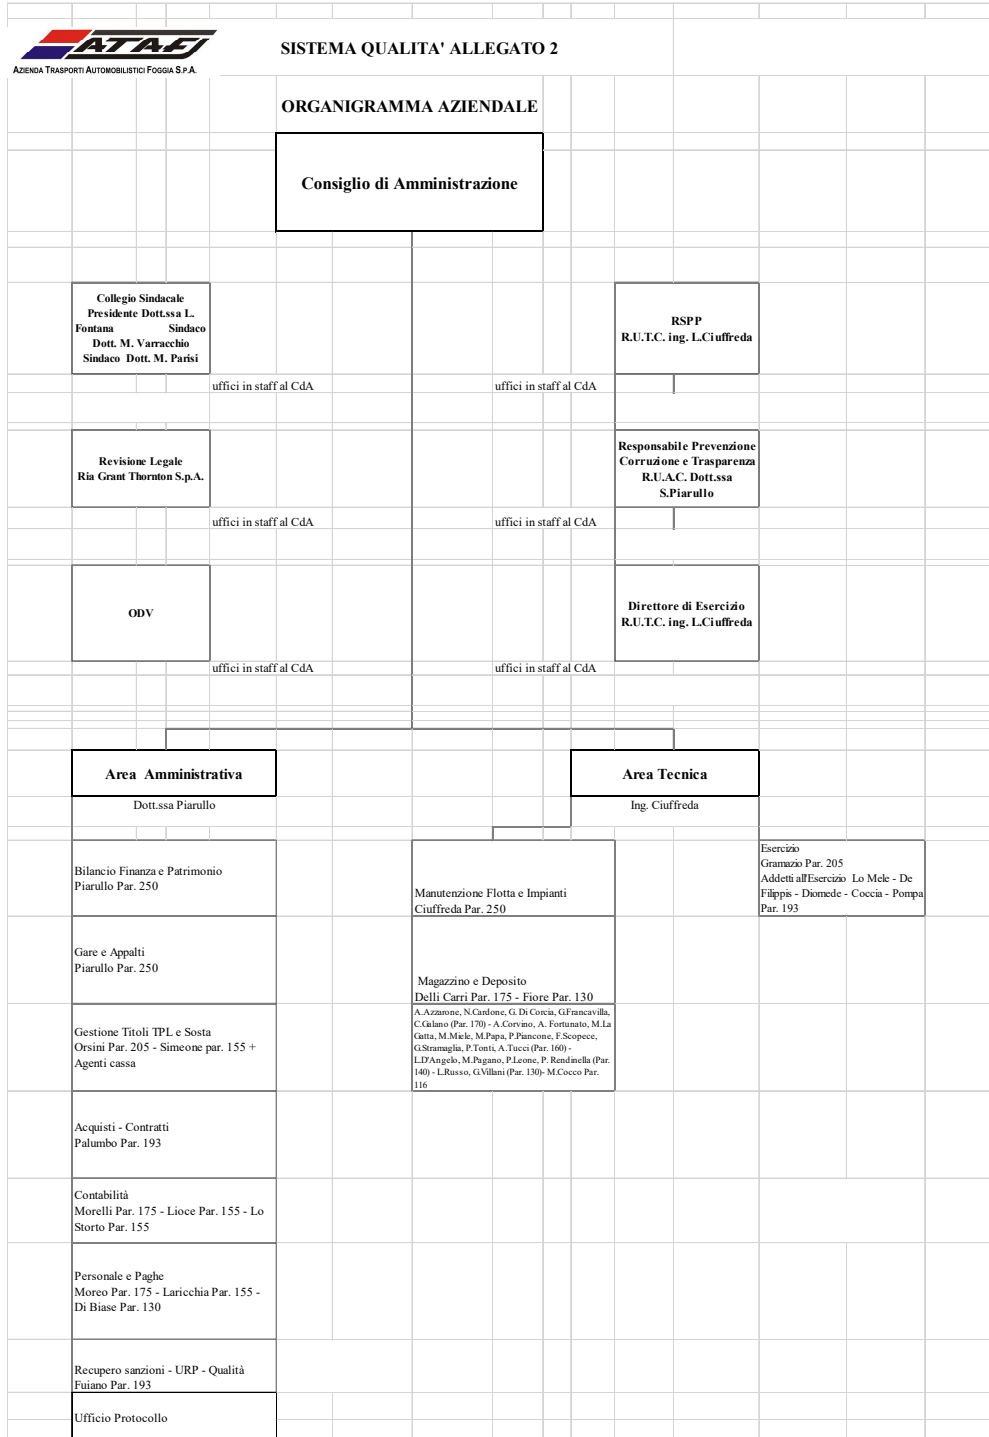 ATAF
AZIENDA TRASPORTI AUTOMOBILISTICI FOGGIA S.P.A.
SISTEMA QUALITA' ALLEGATO 2
ORGANIGRAMMA AZIENDALE
Consiglio di Amministrazione
Collegio Sindacale
Presidente Dott.ssa L.
Fontana Sindaco
Dott. M. Varracchio
Sindaco Dott. M. Parisi
RSPP
R.U.T.C. ing. L.Ciuffreda
uffici in staff al CdA
uffici in staff al CdA
Revisione Legale
Ria Grant Thornton S.p.A.
Responsabile Prevenzione
Corruzione e Trasparenza
R.U.A.C. Dott.ssa
S.Piarullo
uffici in staff al CdA
uffici in staff al CdA
ODV
Direttore di Esercizio
R.U.T.C. ing. L.Ciuffreda
uffici in staff al CdA
uffici in staff al CdA
Area Amministrativa
Dott.ssa Piarullo
Area Tecnica
Ing. Ciuffreda
Bilancio Finanza e Patrimonio
Piarullo Par. 250
Gare e Appalti
Piarullo Par. 250
Gestione Titoli TPL e Sosta
Orsini Par. 205 - Simeone par. 155 +
Agenti cassa
Acquisti - Contratti
Palumbo Par. 193
Contabilità
Morelli Par. 175 - Lioce Par. 155 - Lo
Storto Par. 155
Personale e Paghe
Moreo Par. 175 - Laricchia Par. 155 -
Di Biase Par. 130
Recupero sanzioni - URP - Qualità
Fuiano Par. 193
Ufficio Protocollo
Manutenzione Flotta e Impianti
Ciuffreda Par. 250
Magazzino e Deposito
Delli Carri Par. 175 - Fiore Par. 130
A.Azzarone, N.Cardone, G. Di Corcia, G.Francavilla,
C.Galano (Par. 170) - A.Corvino, A. Fortunato, M.La
Gatta, M.Miele, M.Papa, P.Piancone, F.Scopece,
G.Stramaglia, P.Tonti, A.Tucci (Par. 160) -
L.D'Angelo, M.Pagano, P.Leone, P. Rendinella (Par.
140) - L.Russo, G.Villani (Par. 130)- M.Cocco Par.
116
Esercizio
Gramazio Par. 205
Addetti all'Esercizio Lo Mele - De
Filippis - Diomede - Coccia - Pompa
Par. 193